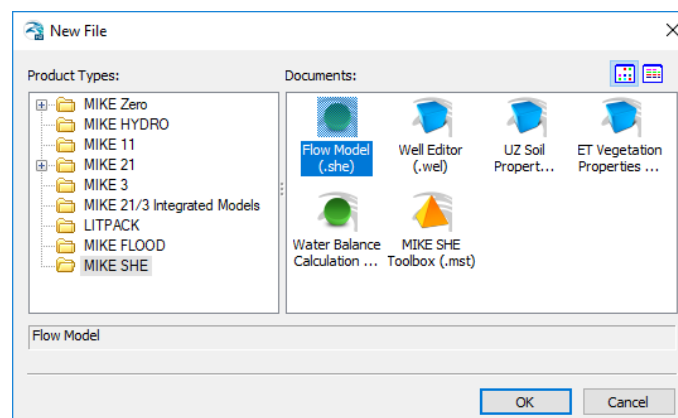 New File
Product Types:
Documents:
MIKE Zero
MIKE HYDRO
MIKE 11
MIKE 21
MIKE 3
MIKE 21/3 Integrated Models
LITPACK
MIKE FLOOD
MIKE SHE
Flow Model
(.she)
Well Editor
(.wel)
UZ Soil
Propert...
ET Vegetation
Properties ...
Water Balance
Calculation ...
MIKE SHE
Toolbox (.mst)
Flow Model
OK
Cancel